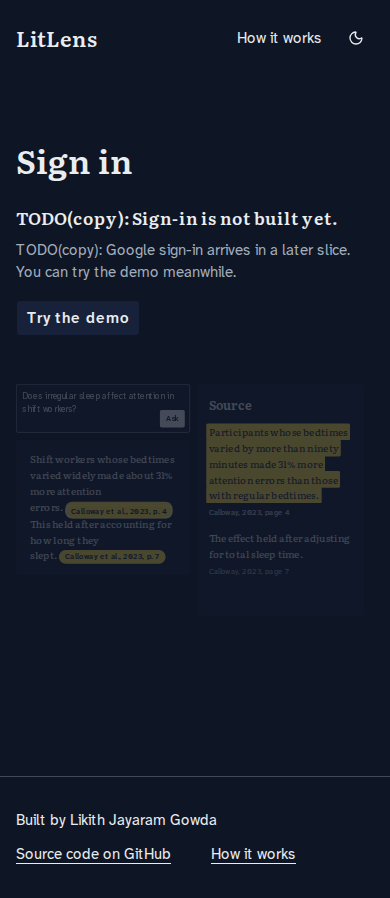 LitLens
How it works
Sign in
TODO(copy): Sign-in is not built yet.
TODO(copy): Google sign-in arrives in a later slice.
You can try the demo meanwhile.
Try the demo
Does irregular sleep affect attention in
shift workers?
Ask
Shift workers whose bedtimes
varied widely made about 31%
more attention
errors. Calloway et al., 2023, p. 4
This held after accounting for
how long they
slept. Calloway et al., 2023, p. 7
Source
Participants whose bedtimes
varied by more than ninety
minutes made 31% more
attention errors than those
with regular bedtimes.
Calloway, 2023, page 4
The effect held after adjusting
for total sleep time.
Calloway, 2023, page 7
Built by Likith Jayaram Gowda
Source code on GitHub
How it works